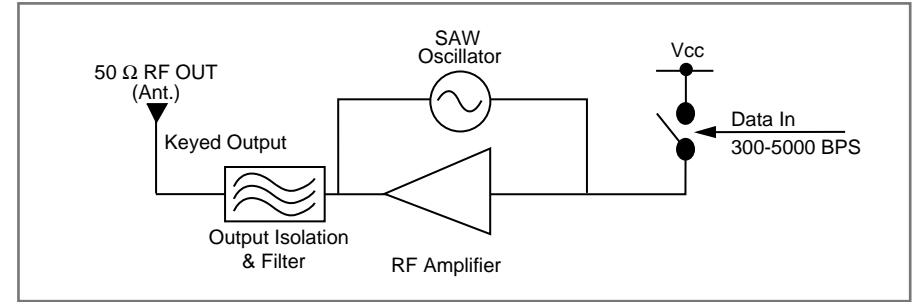 SAW
Oscillator
Vcc
50 Ω RF OUT
(Ant.)
Data In
Keyed Output
300-5000 BPS
Output Isolation
& Filter
RF Amplifier